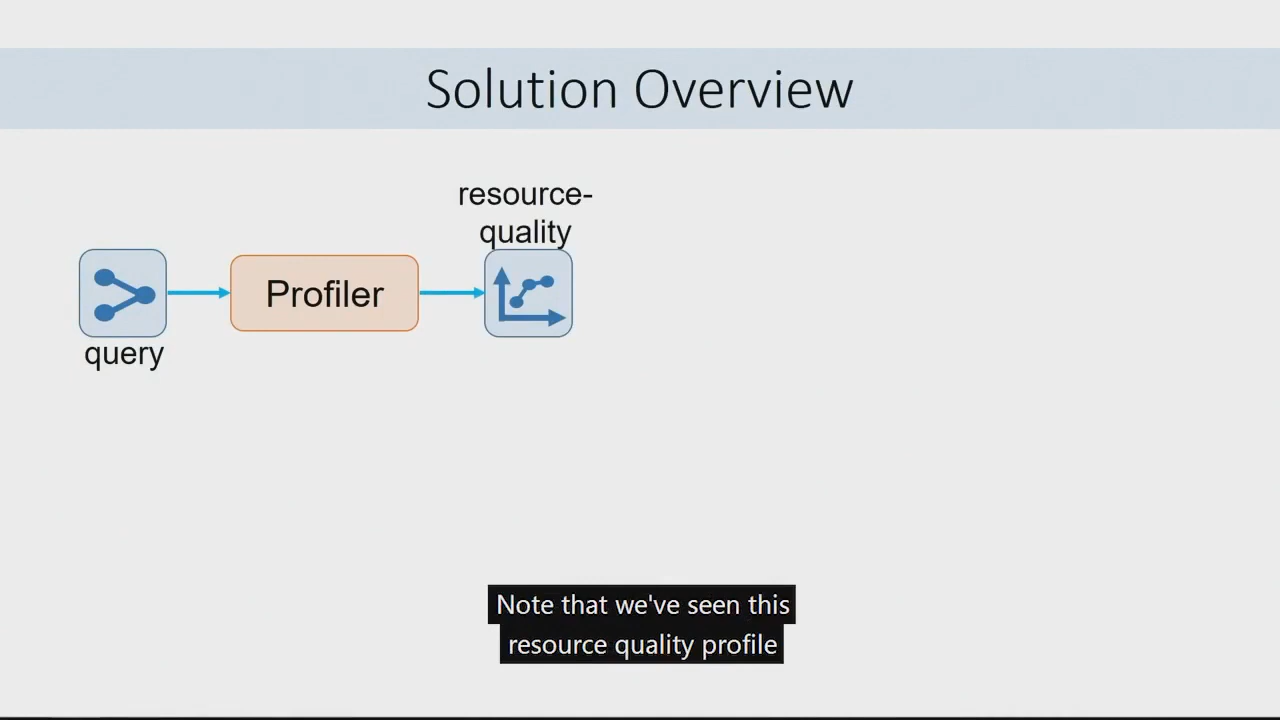 Solution Overview
resource-
quality
Profiler
query
Note that we've seen this
resource quality profile